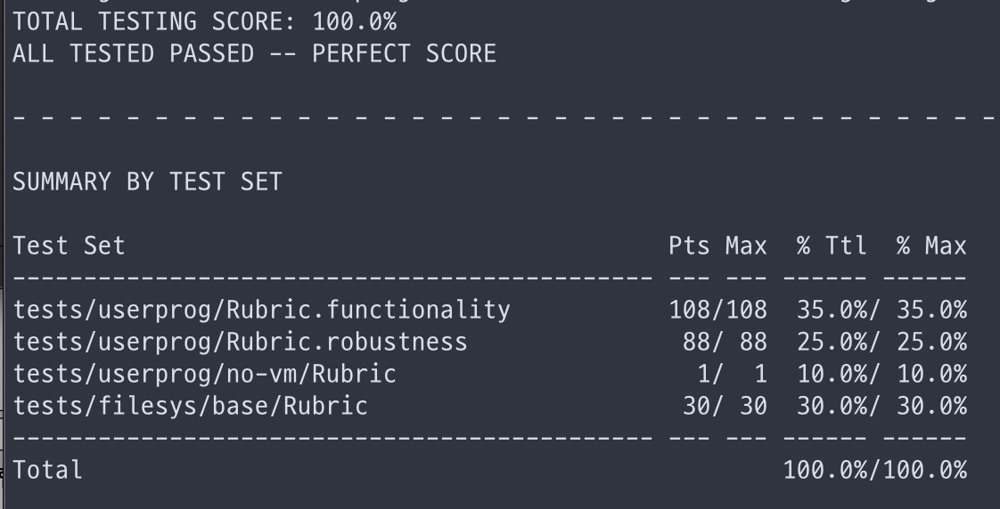 TOTAL TESTING SCORE: 100.0%
ALL TESTED PASSED -- PERFECT SCORE
- - - - - - - - - - - - - - - - - - - - - - - - - - - - - - - - - - -
SUMMARY BY TEST SET
Test Set                                      Pts Max  % Ttl  % Max
--------------------------------------------- --- --- ------ ------
tests/userprog/Rubric.functionality           108/108  35.0%/ 35.0%
tests/userprog/Rubric.robustness               88/ 88  25.0%/ 25.0%
tests/userprog/no-vm/Rubric                     1/  1  10.0%/ 10.0%
tests/filesys/base/Rubric                      30/ 30  30.0%/ 30.0%
--------------------------------------------- --- --- ------ ------
Total                                                 100.0%/100.0%